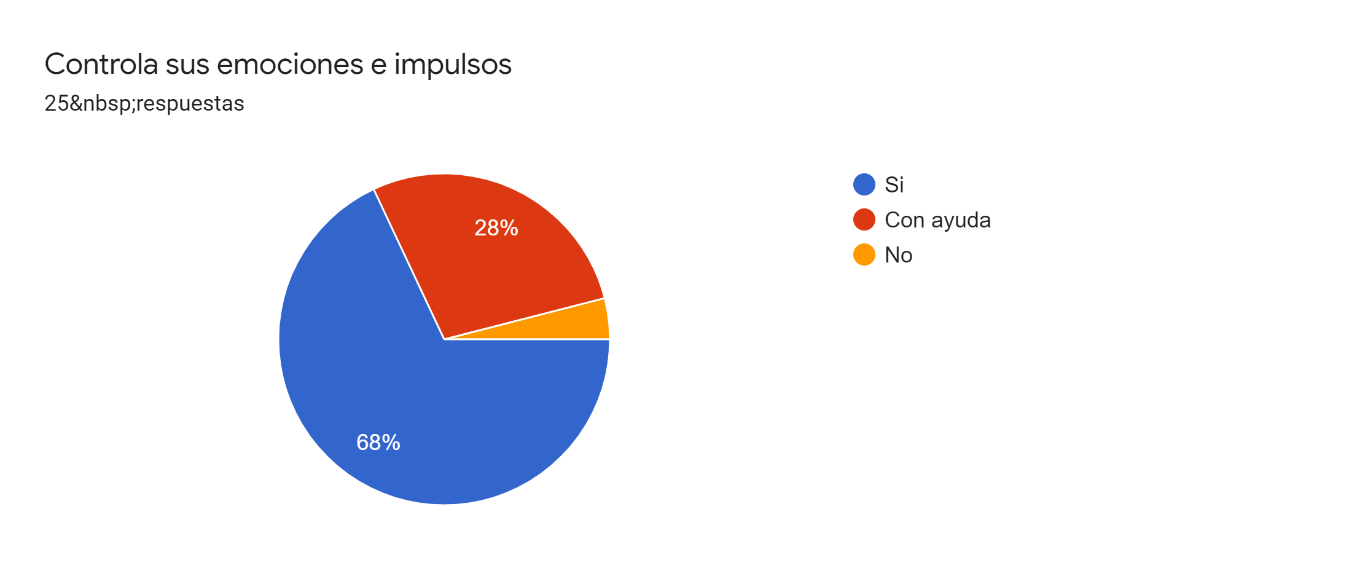 Controla sus emociones e impulsos
25&nbsp;respuestas
Si
Con ayuda
No
28%
68%